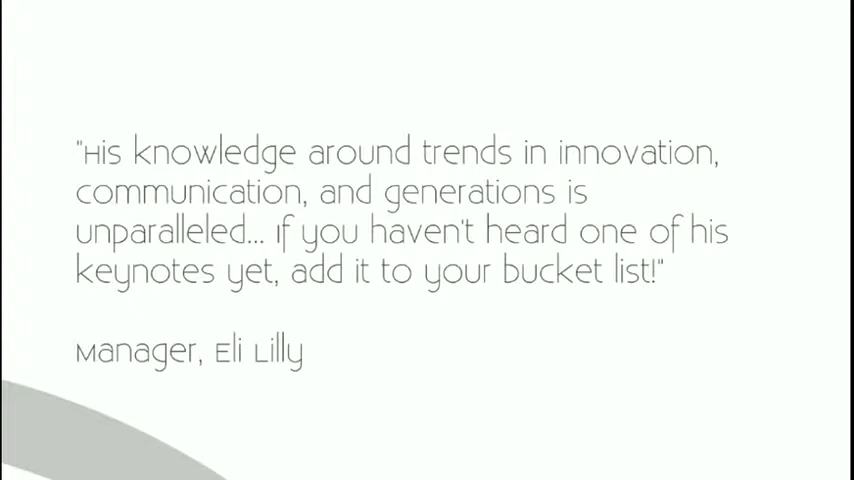 "His knowledge around trends in innovation,
communication, and generations is
unparalleled... If you haven't heard one of his
keynotes yet, add it to your bucket list!"
Manager, Eli Lilly